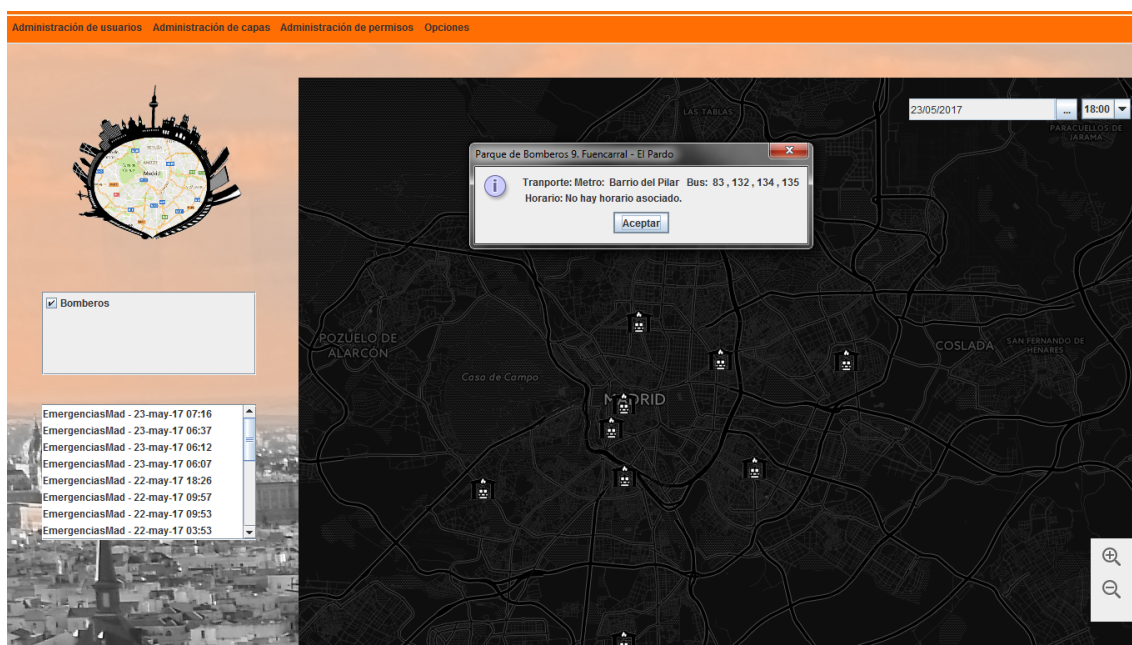 Administración de usuarios Administración de capas Administración de permisos Opciones
LAS TABLAS
23/05/2017 ... 18:00
PARACUELLOS DE
JARAMA
Parque de Bomberos 9. Fuencarral - El Pardo
Tranporte: Metro: Barrio del Pilar Bus: 83 , 132 , 134 , 135
Horario: No hay horario asociado.
Aceptar
Madrid
Bomberos
POZUELO DE
ALARCÓN
Casa de Campo
MADRID
COSLADA
SAN FERNANDO DE
HENARES
EmergenciasMad - 23-may-17 07:16
EmergenciasMad - 23-may-17 06:37
EmergenciasMad - 23-may-17 06:12
EmergenciasMad - 23-may-17 06:07
EmergenciasMad - 22-may-17 18:26
EmergenciasMad - 22-may-17 09:57
EmergenciasMad - 22-may-17 09:53
EmergenciasMad - 22-may-17 03:53